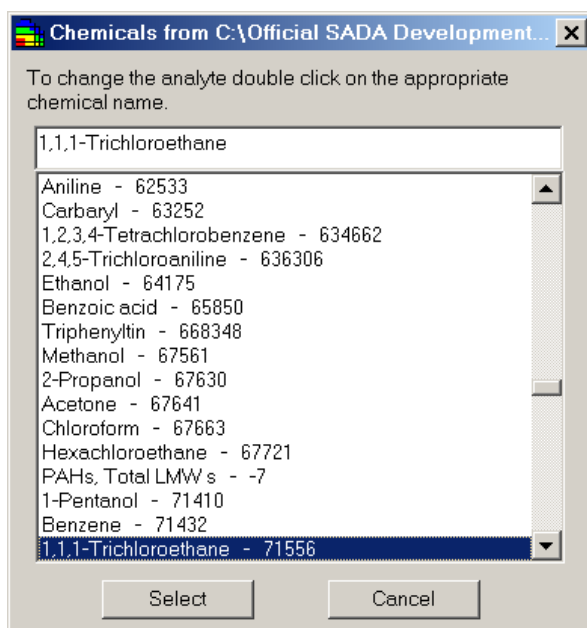 Chemicals from C:\Official SADA Development...
To change the analyte double click on the appropriate
chemical name.
1,1,1-Trichloroethane
Aniline - 62533
Carbaryl - 63252
1,2,3,4-Tetrachlorobenzene - 634662
2,4,5-Trichloroaniline - 636306
Ethanol - 64175
Benzoic acid - 65850
Triphenyltin - 668348
Methanol - 67561
2-Propanol - 67630
Acetone - 67641
Chloroform - 67663
Hexachloroethane - 67721
PAHs, Total LMW s - -7
1-Pentanol - 71410
Benzene - 71432
1,1,1-Trichloroethane - 71556
Select Cancel